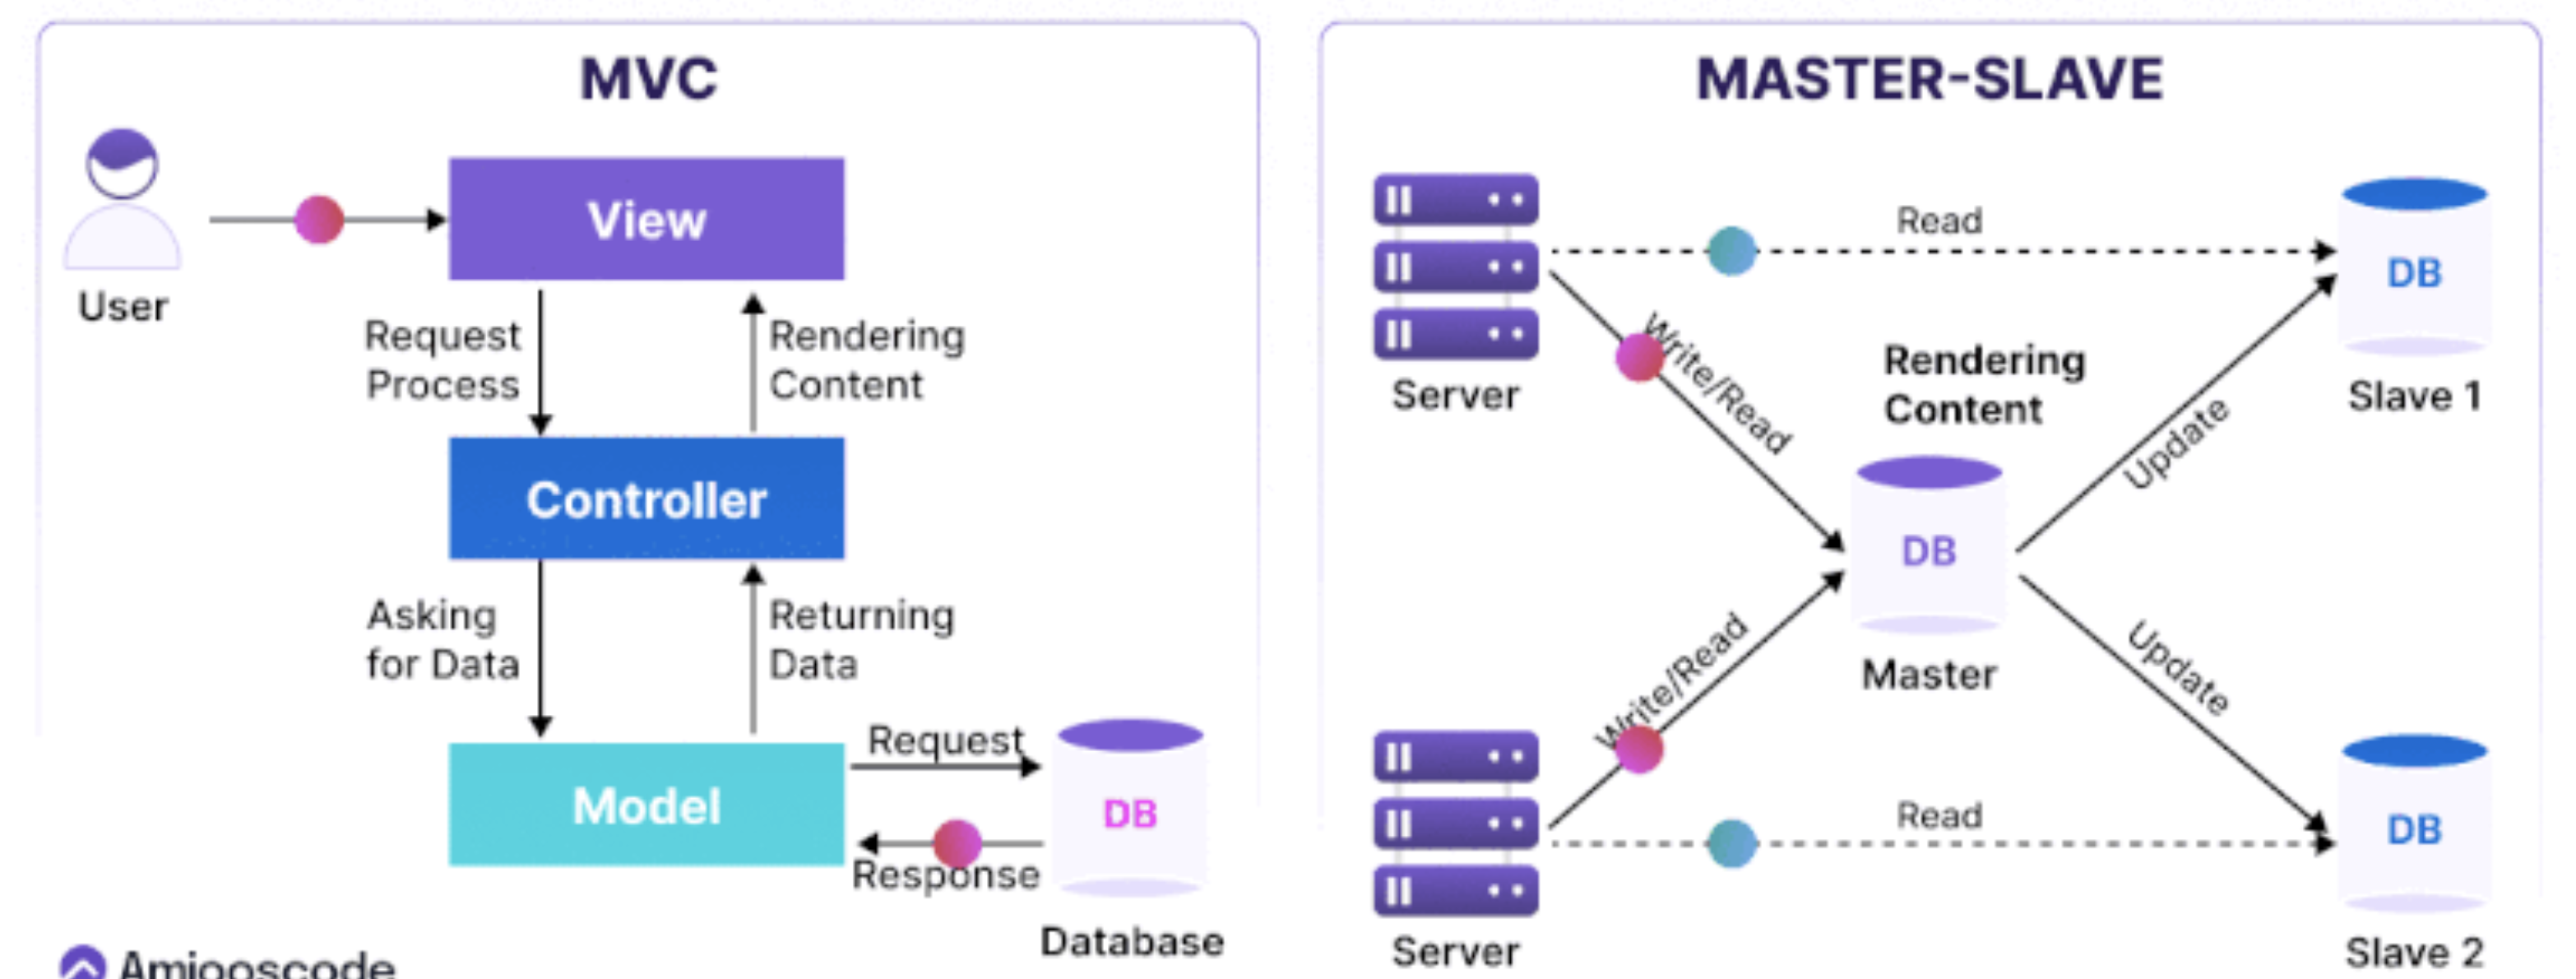 MVC
User
View
Request
Process
Rendering
Content
Controller
Asking
for Data
Returning
Data
Model
Request
Response
DB
Database
Amigoscode
MASTER-SLAVE
Server
Read
Write/Read
Rendering
Content
DB
Slave 1
Update
DB
Master
Write/Read
Update
Server
Read
DB
Slave 2